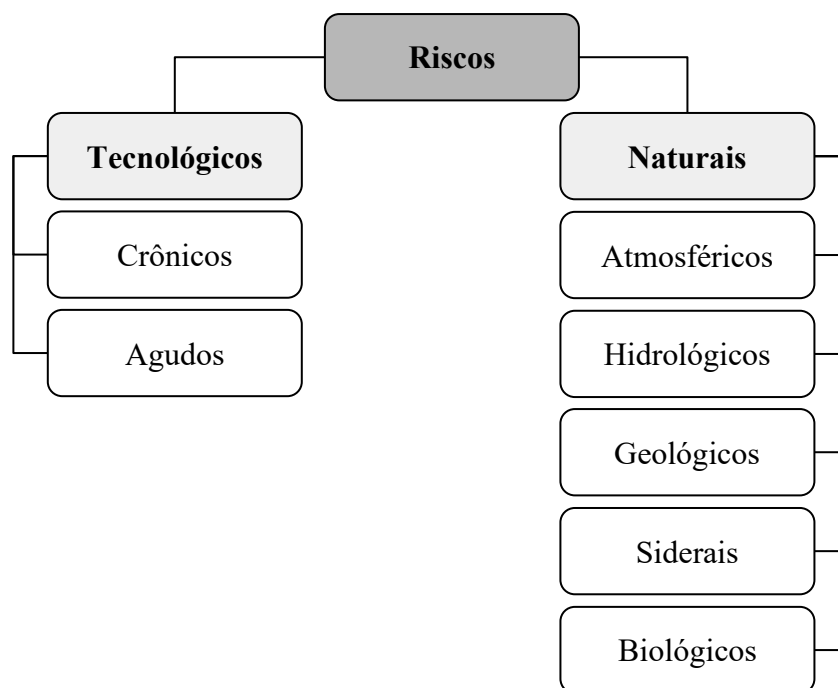 Riscos
Tecnológicos
Crônicos
Agudos
Naturais
Atmosféricos
Hidrológicos
Geológicos
Siderais
Biológicos